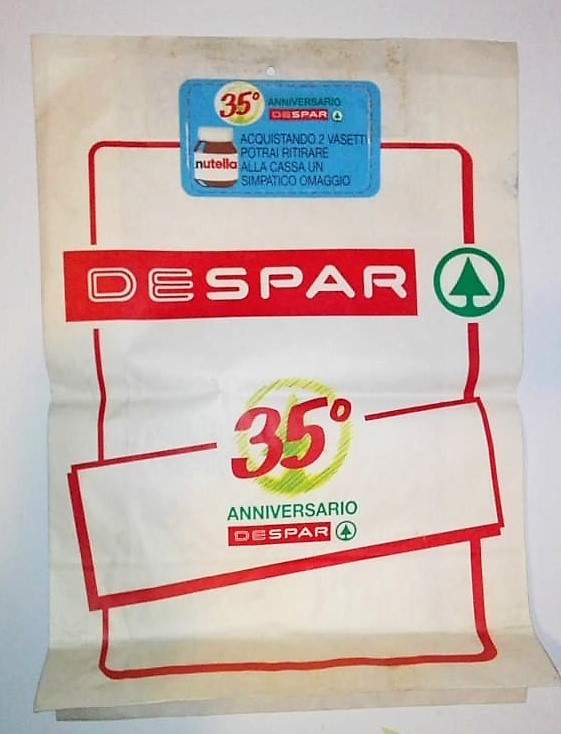 35°
ANNIVERSARIO
DESPAR
nutella
ACQUISTANDO 2 VASETTI
POTRAI RITIRARE
ALLA CASSA UN
SIMPATICO OMAGGIO
DESPAR
35°
ANNIVERSARIO
DESPAR